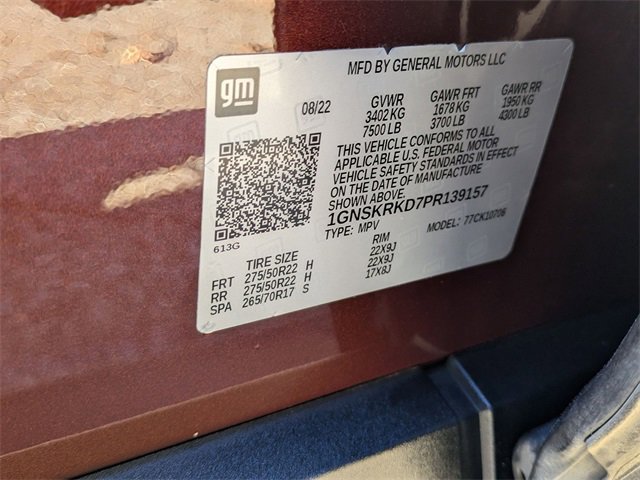 MFD BY GENERAL MOTORS LLC
gm
08/22
GVWR GAWR FRT GAWR RR
3402 KG 1678 KG 1950 KG
7500 LB 3700 LB 4300 LB
THIS VEHICLE CONFORMS TO ALL
APPLICABLE U.S. FEDERAL MOTOR
VEHICLE SAFETY STANDARDS IN EFFECT
ON THE DATE OF MANUFACTURE
SHOWN ABOVE.
1GNSKRKD7PR139157
613G
TYPE: MPV MODEL: 77CK10706
TIRE SIZE RIM
FRT 275/50R22 H 22X9J
RR 275/50R22 H 22X9J
SPA 265/70R17 S 17X8J